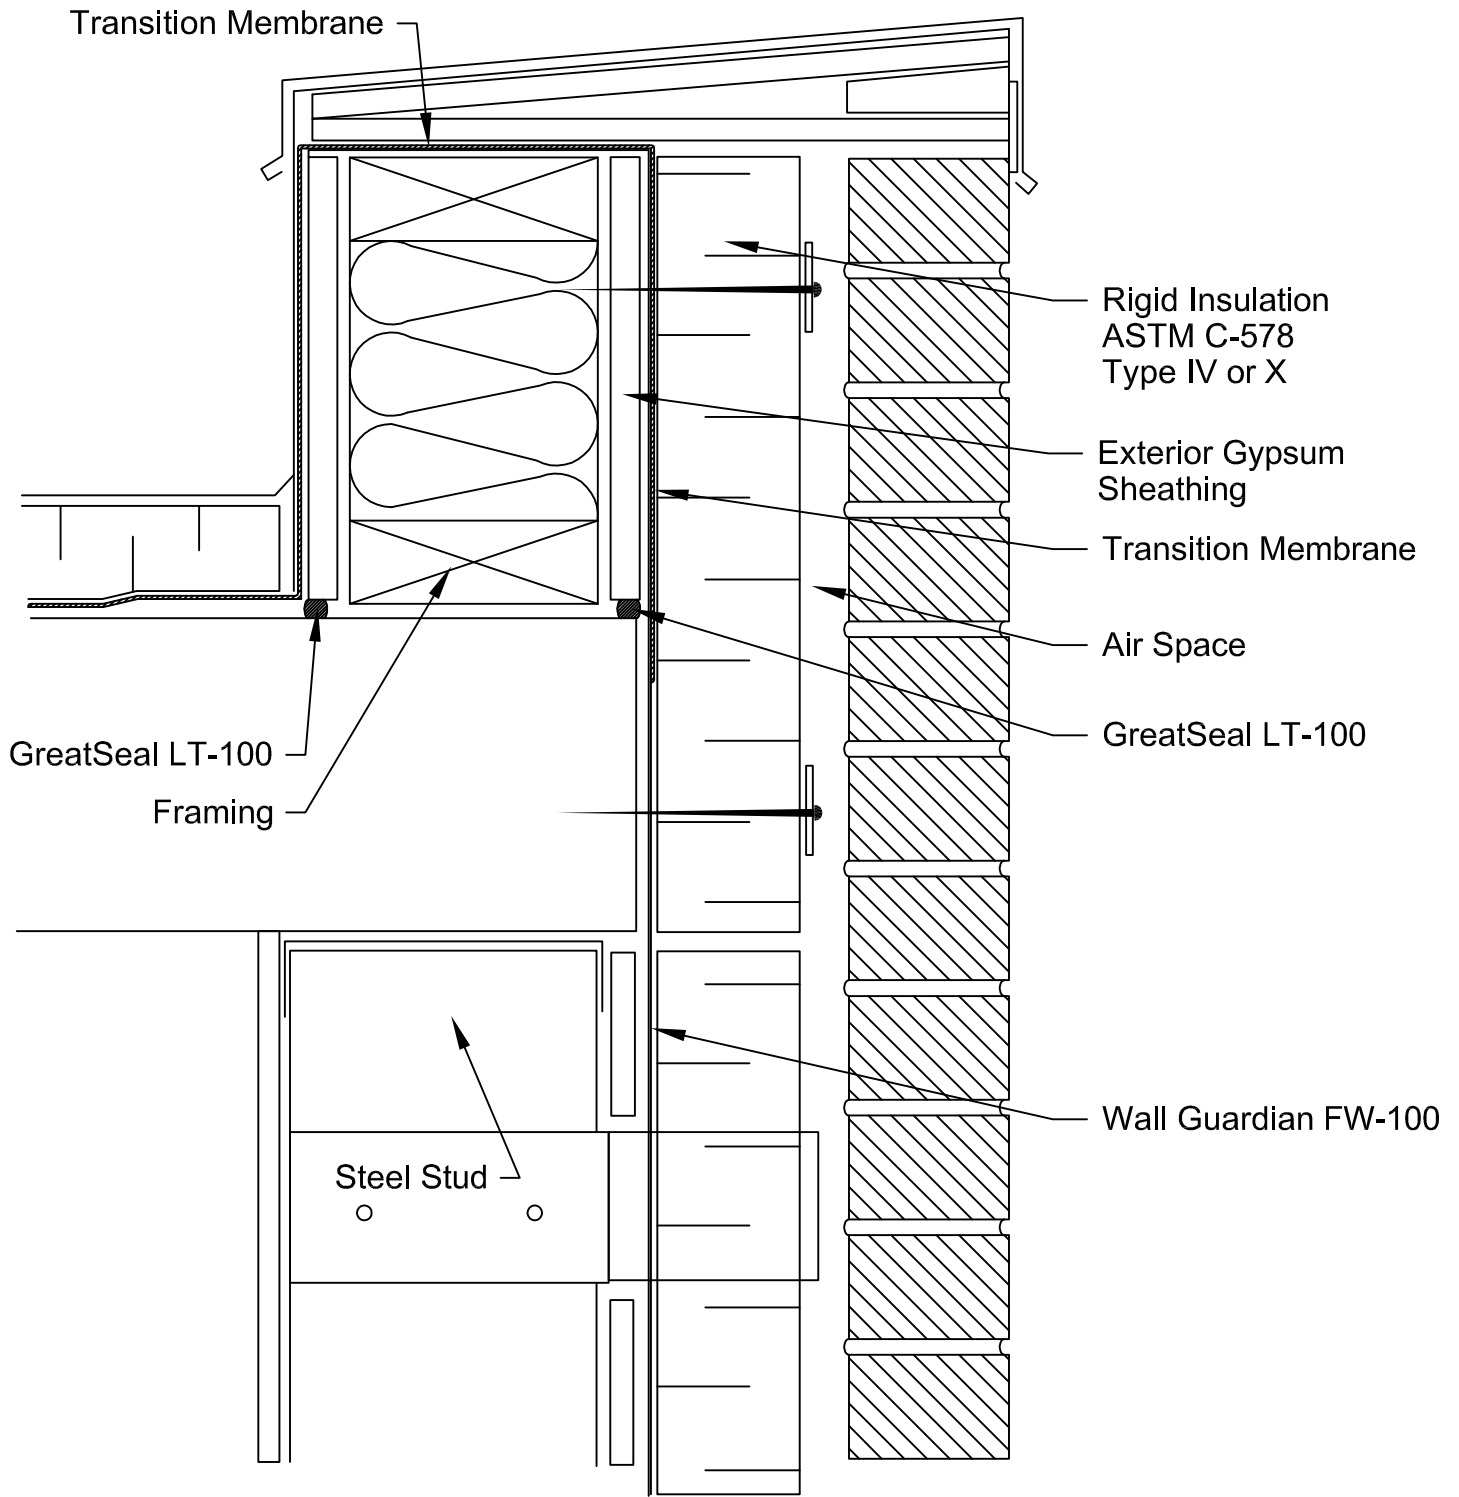 Transition Membrane
Rigid Insulation
ASTM C-578
Type IV or X
Exterior Gypsum
Sheathing
Transition Membrane
Air Space
GreatSeal LT-100
GreatSeal LT-100
Framing
Wall Guardian FW-100
Steel Stud